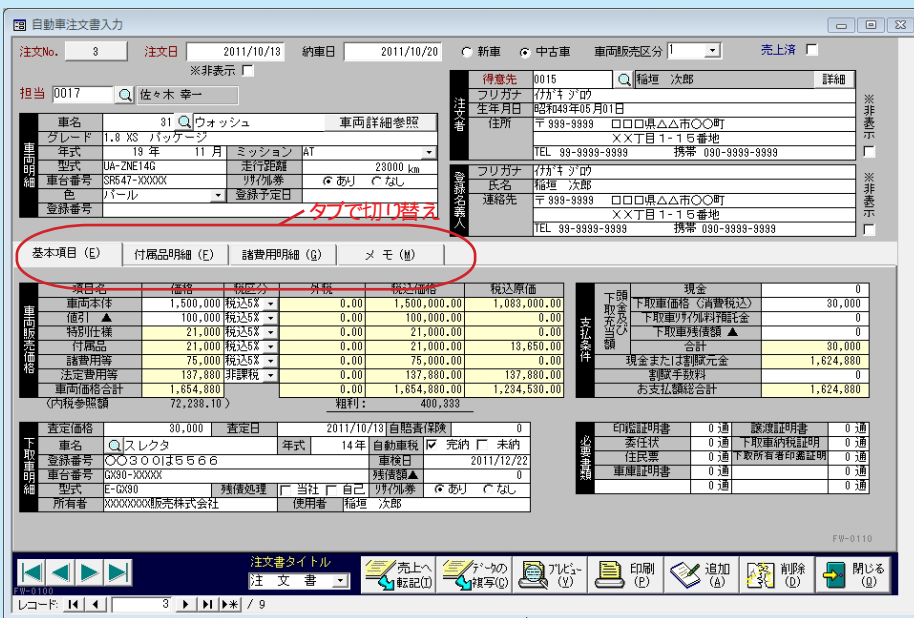 自動車注文書入力
注文No. 3 注文日 2011/10/13 納車日 2011/10/20 新車 中古車 車両販売区分 1 売上済
※非表示
担当 0017 佐々木 幸一
車両明細
車名 31 ウォッシュ 車両詳細参照
グレード 1.8 XS パッケージ
年式 19 年 11 月 ミッション AT
型式 UA-ZNE14G 走行距離 23000 km
車台番号 SR547-XXXXX リサイクル券 あり なし
色 パール 登録予定日
登録番号
注文者
得意先 0015 稲垣 次郎 詳細
フリガナ イナガキ ジロウ
生年月日 昭和49年05月01日
住所 〒999-9999 □□□県△△市○○町
××丁目1-15番地
TEL 99-9999-9999 携帯 090-9999-9999
※非表示
登録名義人
フリガナ イナガキ ジロウ
氏名 稲垣 次郎
連絡先 〒999-9999 □□□県△△市○○町
××丁目1-15番地
TEL 99-9999-9999 携帯 090-9999-9999
※非表示
タブで切り替え
基本項目 (E) 付属品明細 (F) 諸費用明細 (G) メ モ (M)
車両販売価格
項目名 価格 税区分 外税 税込価格 税込原価
車両本体 1,500,000 税込5% 0.00 1,500,000.00 1,083,000.00
値引 ▲ 100,000 税込5% 0.00 100,000.00 0.00
特別仕様 21,000 税込5% 0.00 21,000.00 0.00
付属品 21,000 税込5% 0.00 21,000.00 13,650.00
諸費用等 75,000 税込5% 0.00 75,000.00 0.00
法定費用等 137,880 非課税 0.00 137,880.00 137,880.00
車両価格合計 1,654,880 0.00 1,654,880.00 1,234,530.00
(内税参照額 72,238.10) 粗利: 400,333
支払条件
頭金及び下取充当額
現金 0
下取車価格(消費税込) 30,000
下取車リサイクル料預託金 0
下取車残債額 ▲ 0
合計 30,000
現金または割賦元金 1,624,880
割賦手数料 0
お支払額総合計 1,624,880
下取車明細
査定価格 30,000 査定日 2011/10/13 自賠責保険 0
車名 スレクタ 年式 14年 自動車税 完納 未納
登録番号 ○○300は5566 車検日 2011/12/22
車台番号 GX90-XXXXX 残債額▲ 0
型式 E-GX90 残債処理 当社 自己 リサイクル券 あり なし
所有者 XXXXXXXX販売株式会社 使用者 稲垣 次郎
必要書類
印鑑証明書 0 通 譲渡証明書 0 通
委任状 0 通 下取車納税証明 0 通
住民票 0 通 下取所有者印鑑証明 0 通
車庫証明書 0 通 0 通
0 通 0 通
FW-0110
注文書タイトル
注 文 書
売上へ転記(T) データの複写(C) プレビュー(V) 印刷(P) 追加(A) 削除(D) 閉じる(Q)
FW-0100
レコード: 3 / 9